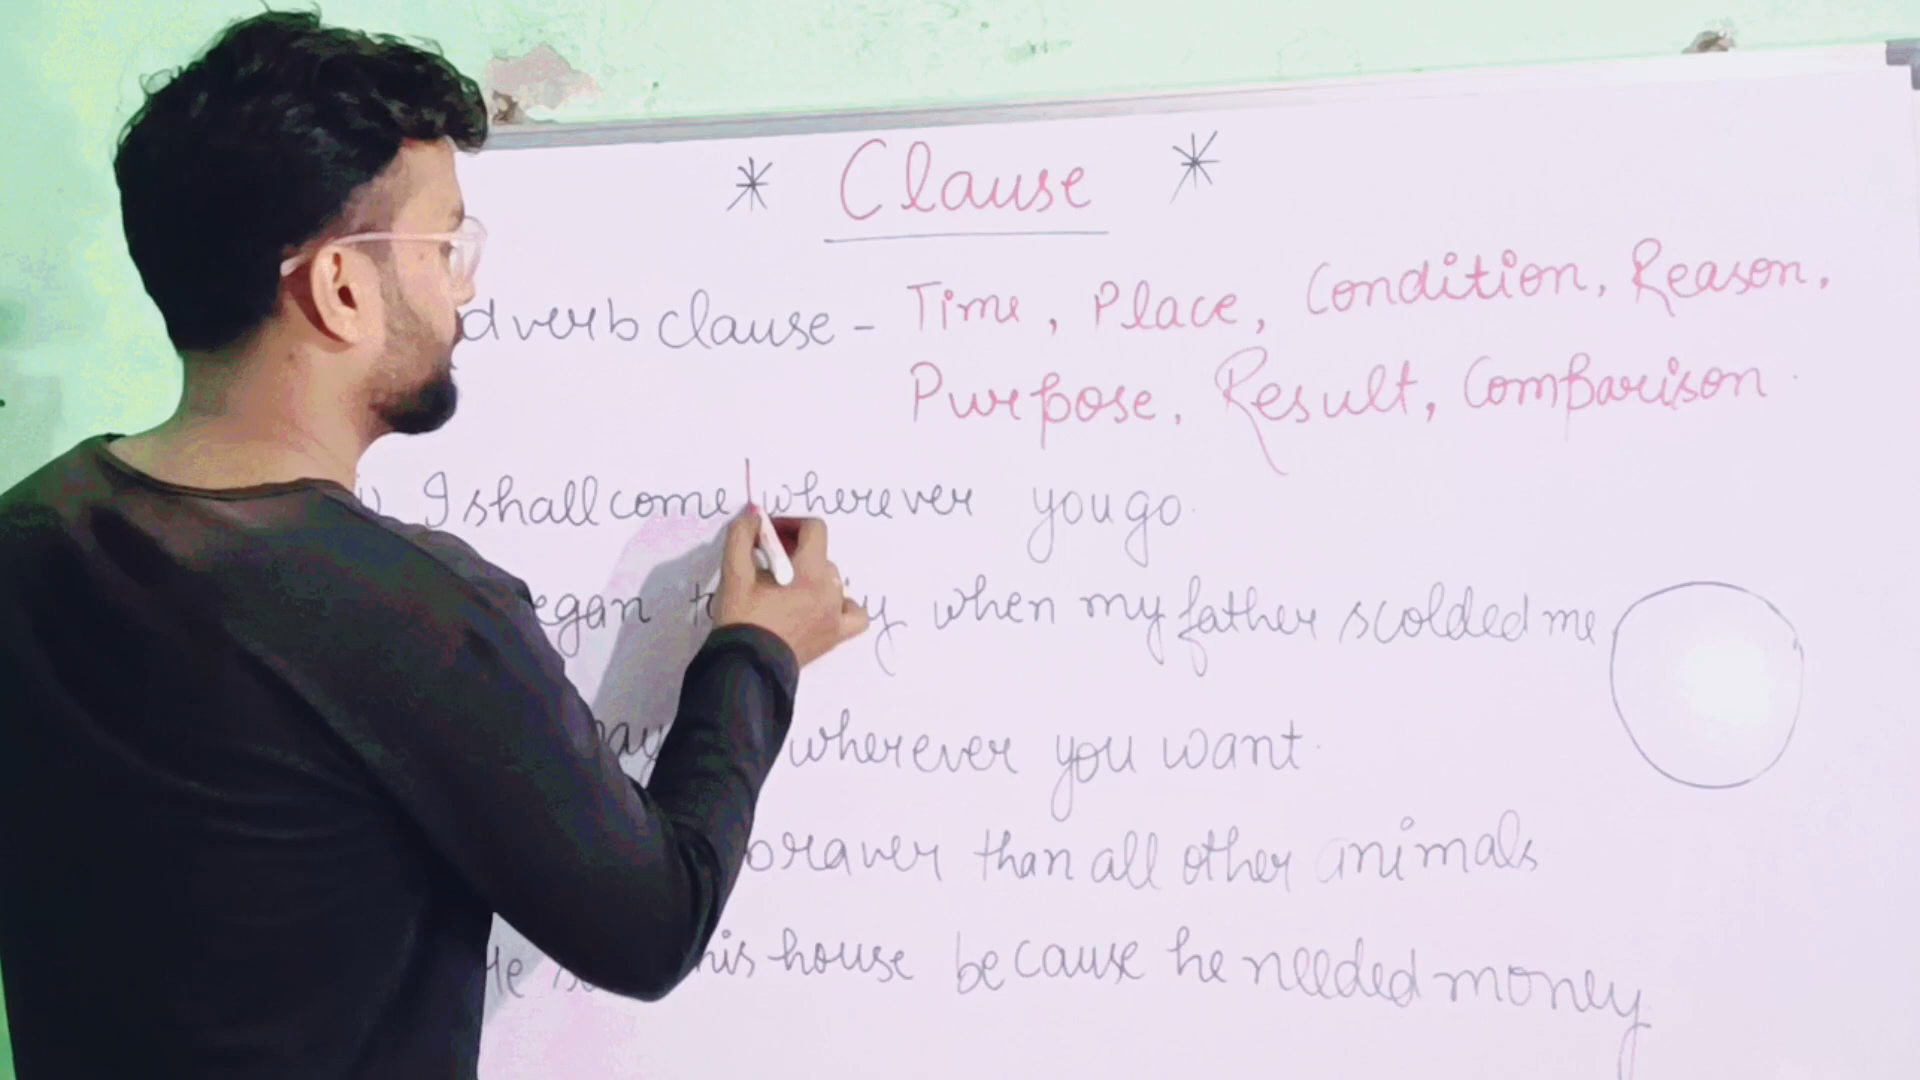 * Clause *
dverb clause - Time, Place, Condition, Reason,
Purpose, Result, Comparison.
I shall come wherever you go.
egan when my father scolded me
wherever you want.
braver than all other animals
He his house because he needed money